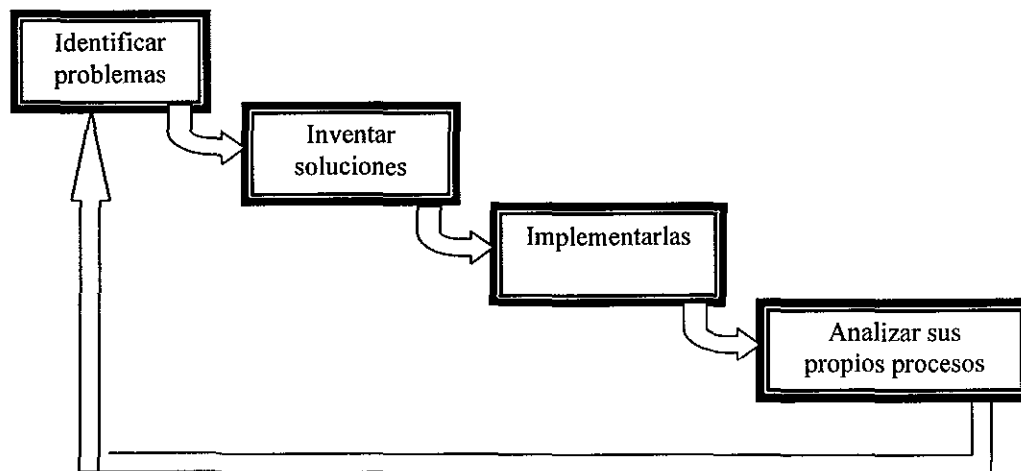 Identificar
problemas
Inventar
soluciones
Implementarlas
Analizar sus
propios procesos